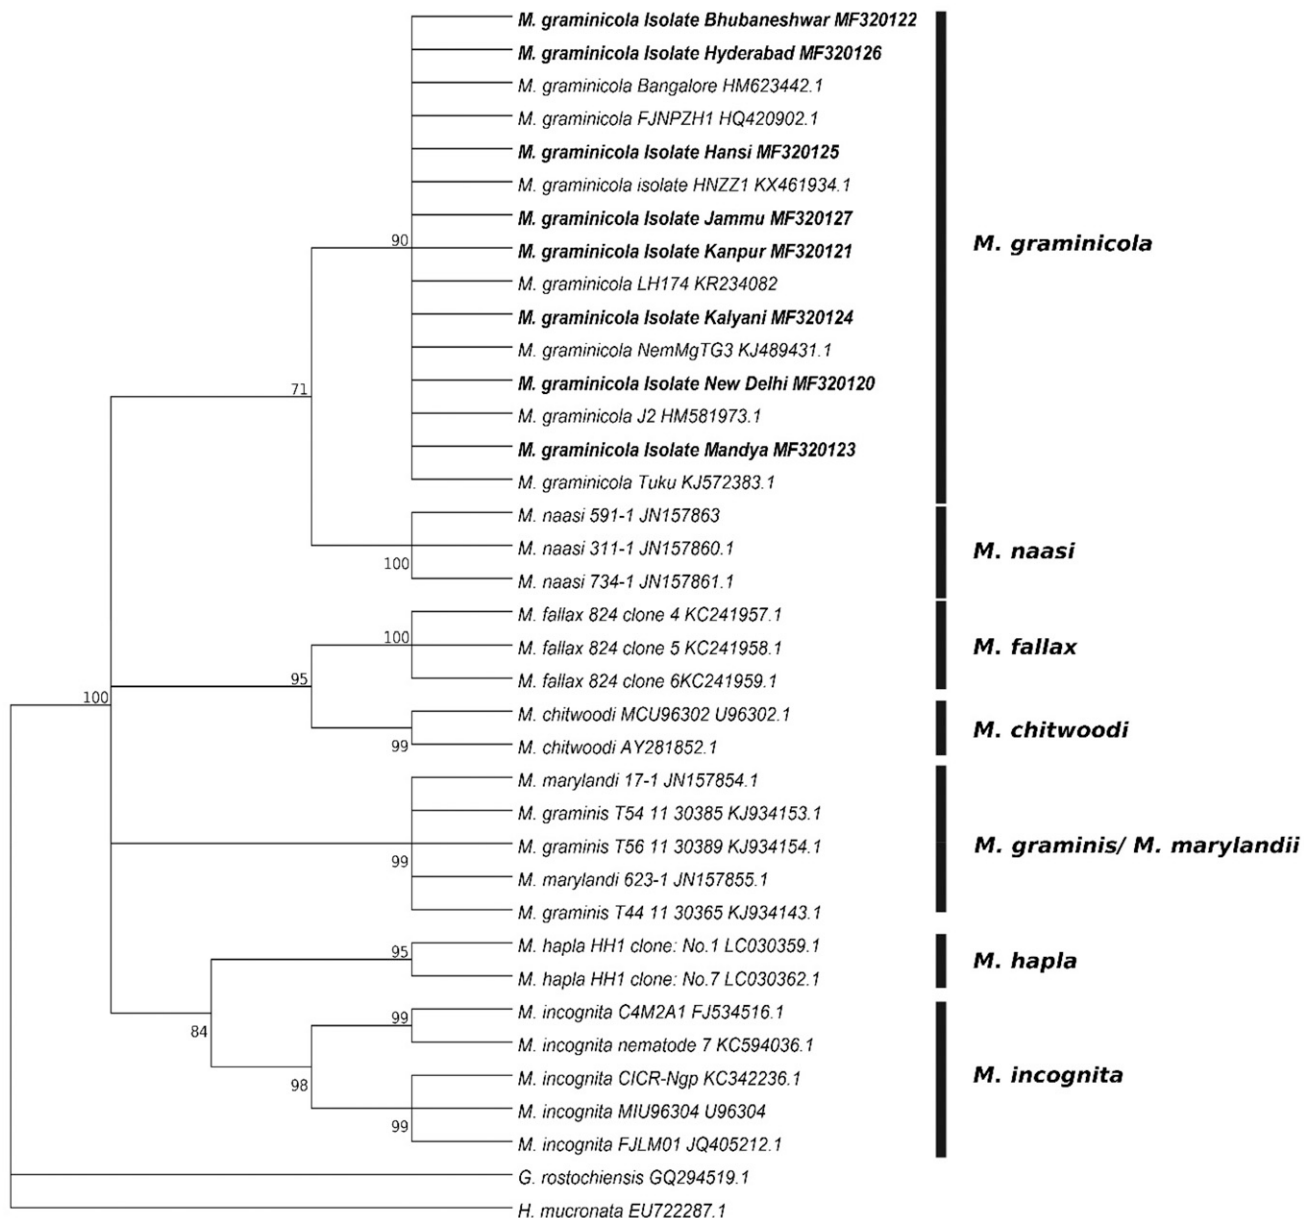 M. graminicola Isolate Bhubaneshwar MF320122
M. graminicola Isolate Hyderabad MF320126
M. graminicola Bangalore HM623442.1
M. graminicola FJNPZH1 HQ420902.1
M. graminicola Isolate Hansi MF320125
M. graminicola isolate HNZZ1 KX461934.1
M. graminicola Isolate Jammu MF320127
90
M. graminicola Isolate Kanpur MF320121
M. graminicola
M. graminicola LH174 KR234082
M. graminicola Isolate Kalyani MF320124
M. graminicola NemMgTG3 KJ489431.1
71
M. graminicola Isolate New Delhi MF320120
M. graminicola J2 HM581973.1
M. graminicola Isolate Mandya MF320123
M. graminicola Tuku KJ572383.1
M. naasi 591-1 JN157863
M. naasi 311-1 JN157860.1
M. naasi
100
M. naasi 734-1 JN157861.1
M. fallax 824 clone 4 KC241957.1
100
M. fallax 824 clone 5 KC241958.1
M. fallax
95
M. fallax 824 clone 6KC241959.1
100
M. chitwoodi MCU96302 U96302.1
M. chitwoodi
99
M. chitwoodi AY281852.1
M. marylandi 17-1 JN157854.1
M. graminis T54 11 30385 KJ934153.1
M. graminis T56 11 30389 KJ934154.1
M. graminis/ M. marylandii
99
M. marylandi 623-1 JN157855.1
M. graminis T44 11 30365 KJ934143.1
95
M. hapla HH1 clone: No.1 LC030359.1
M. hapla
M. hapla HH1 clone: No.7 LC030362.1
84
99
M. incognita C4M2A1 FJ534516.1
M. incognita nematode 7 KC594036.1
98
M. incognita CICR-Ngp KC342236.1
M. incognita
M. incognita MIU96304 U96304
99
M. incognita FJLM01 JQ405212.1
G. rostochiensis GQ294519.1
H. mucronata EU722287.1